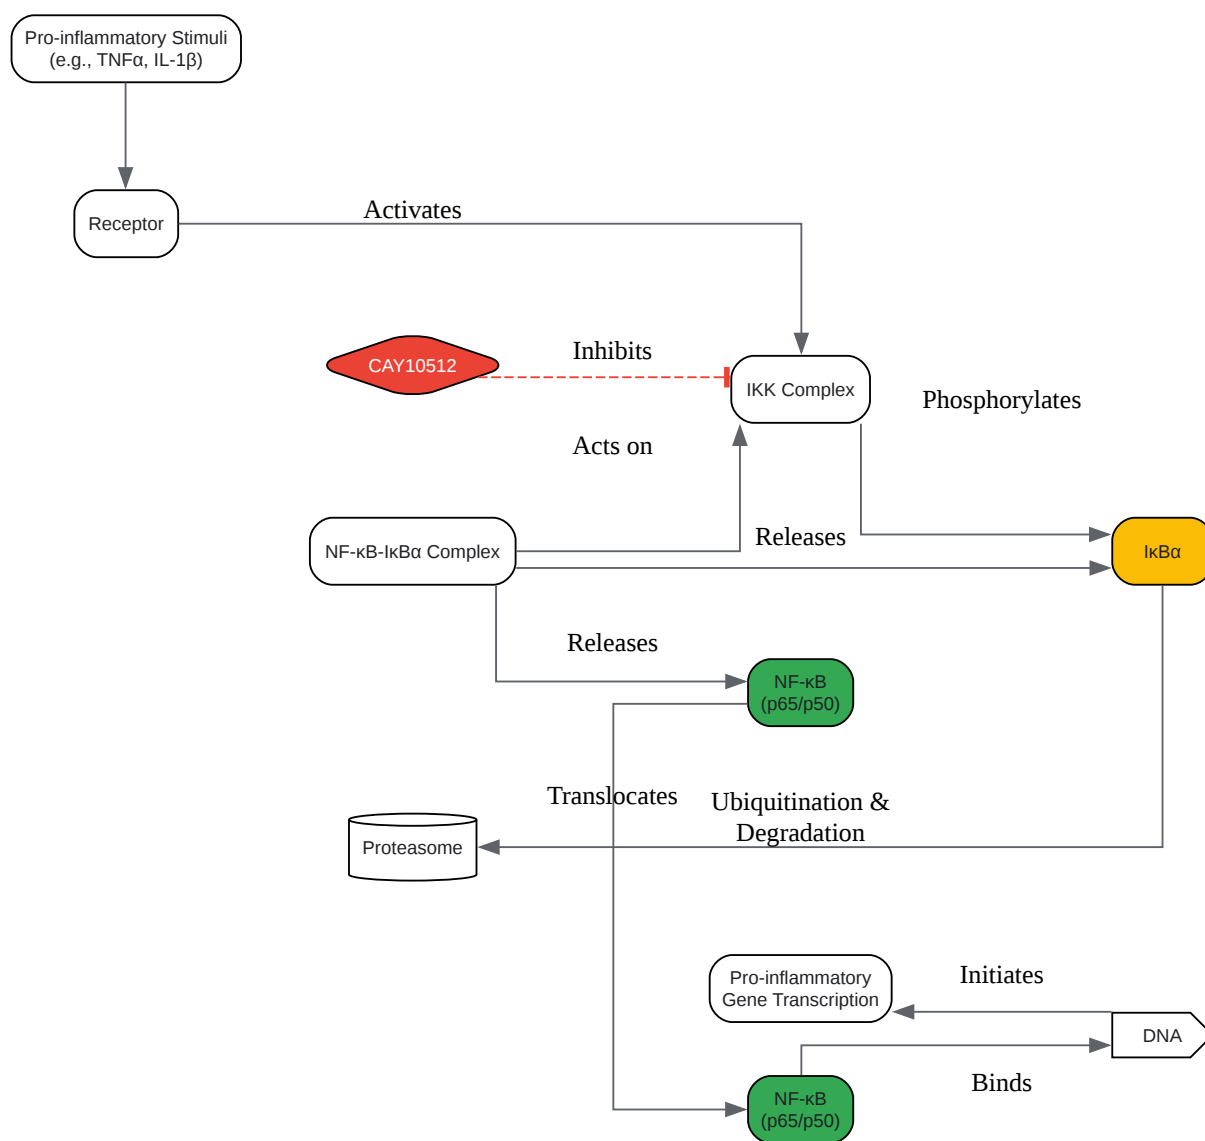 Pro-inflammatory Stimuli
(e.g., TNFα, IL-1β)
Receptor
Activates
CAY10512
Inhibits
IKK Complex
Phosphorylates
Acts on
NF-κB-IκBα Complex
Releases
IκBα
Releases
NF-κB
(p65/p50)
Translocates
Ubiquitination &
Degradation
Proteasome
Pro-inflammatory
Gene Transcription
Initiates
DNA
Binds
NF-κB
(p65/p50)